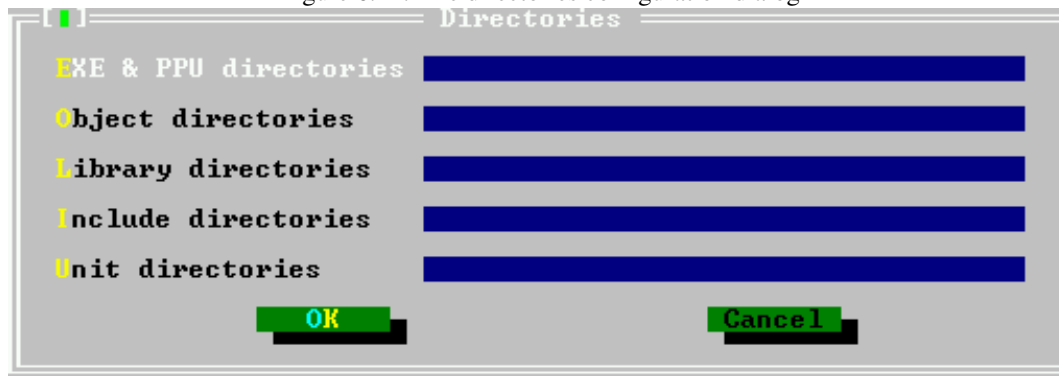 Directories
EXE & PPU directories
Object directories
Library directories
Include directories
Unit directories
OK Cancel